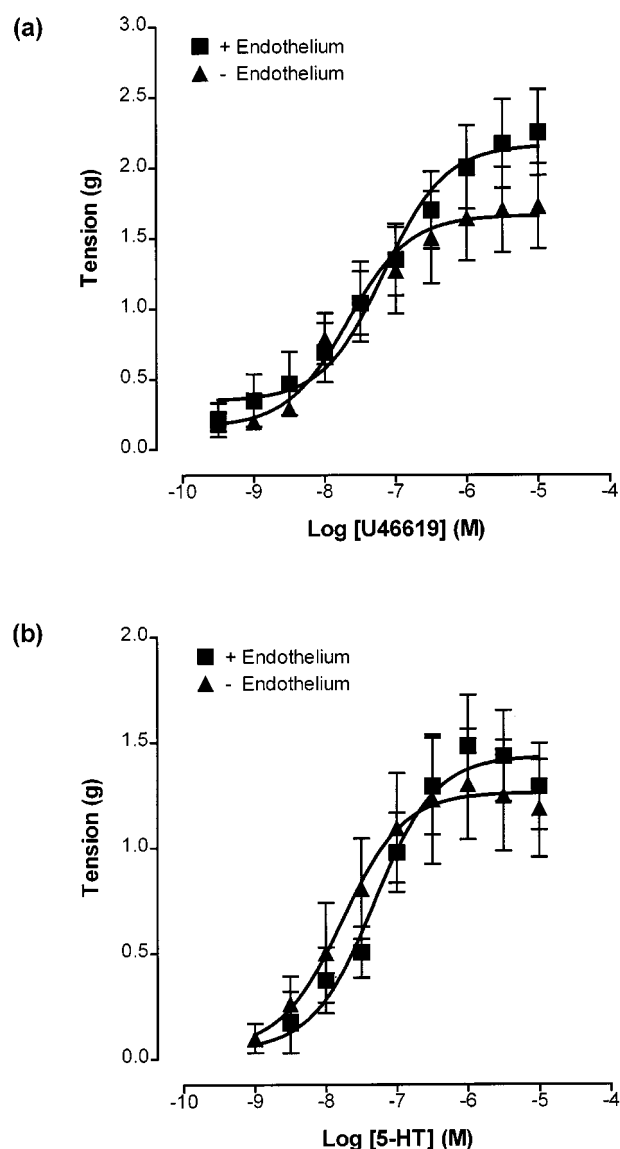 (a)
3.0
2.5
2.0
1.5
1.0
0.5
0.0
Tension (g)
+ Endothelium
- Endothelium
-10 -9 -8 -7 -6 -5 -4
Log [U46619] (M)
(b)
2.0
1.5
1.0
0.5
0.0
Tension (g)
+ Endothelium
- Endothelium
-10 -9 -8 -7 -6 -5 -4
Log [5-HT] (M)